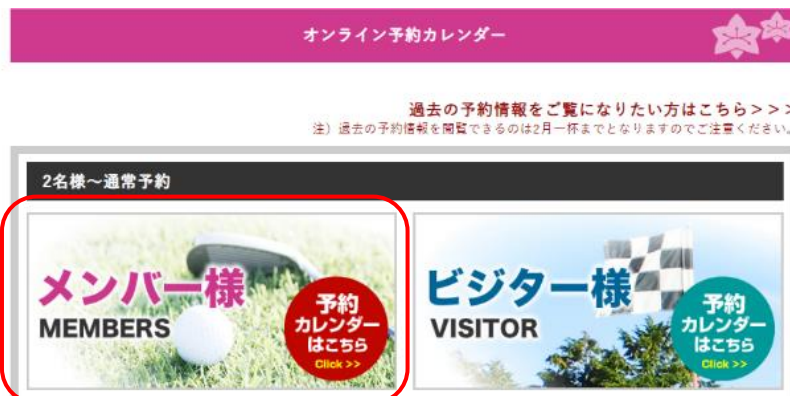 オンライン予約カレンダー
過去の予約情報をご覧になりたい方はこちら>>>
注）過去の予約情報を閲覧できるのは2月一杯までとなりますのでご注意ください。
2名様～通常予約
メンバー様
MEMBERS
予約
カレンダー
はこちら
Click >>
ビジター様
VISITOR
予約
カレンダー
はこちら
Click >>